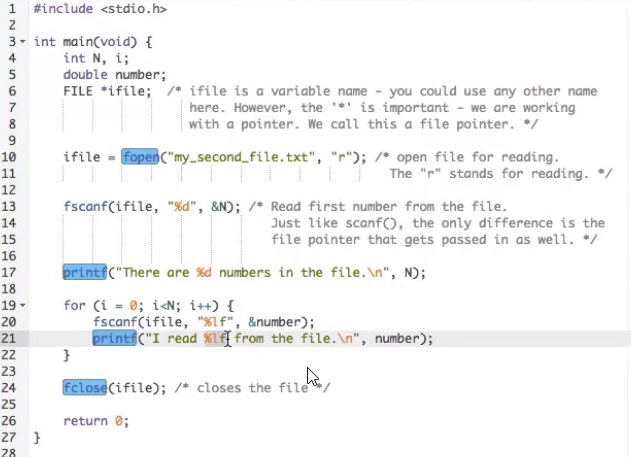 1 #include <stdio.h>
2
3 int main(void) {
4 int N, i;
5 double number;
6 FILE *ifile; /* ifile is a variable name - you could use any other name
7 here. However, the '*' is important - we are working
8 with a pointer. We call this a file pointer. */
9
10 ifile = fopen("my_second_file.txt", "r"); /* open file for reading.
11 The "r" stands for reading. */
12
13 fscanf(ifile, "%d", &N); /* Read first number from the file.
14 Just like scanf(), the only difference is the
15 file pointer that gets passed in as well. */
16
17 printf("There are %d numbers in the file.\n", N);
18
19 for (i = 0; i<N; i++) {
20 fscanf(ifile, "%lf", &number);
21 printf("I read %lf from the file.\n", number);
22 }
23
24 fclose(ifile); /* closes the file */
25
26 return 0;
27 }
28